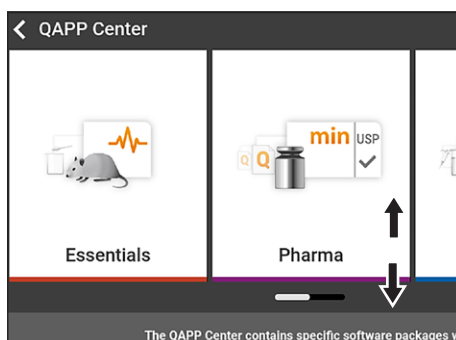 QAPP Center
Q
Q
min
USP
Essentials
Pharma
The QAPP Center contains specific software packages